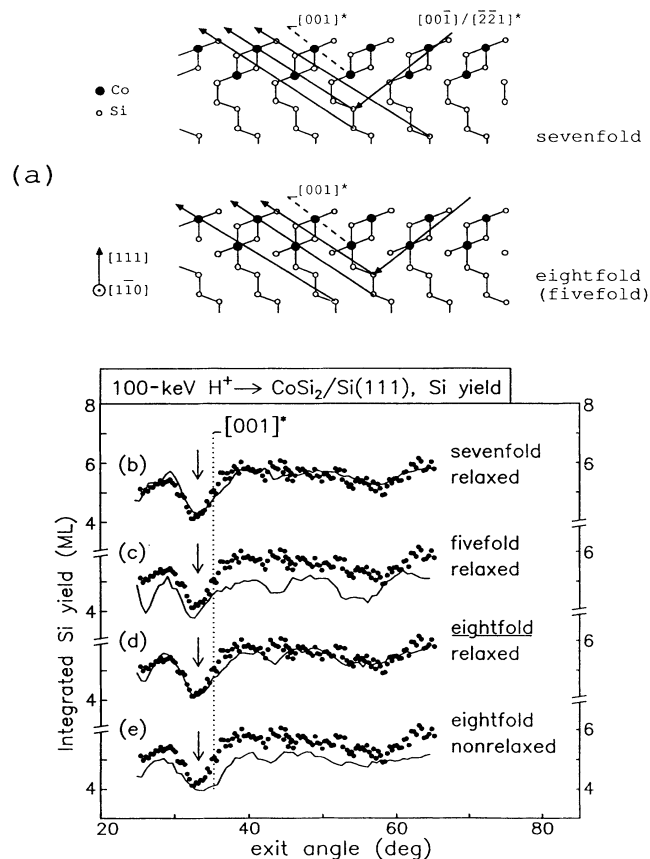 [001]* [001̄]/[2̄2̄1]*
● Co
○ Si
sevenfold
(a)
[001]*
[111]
[11̄0]
eightfold
(fivefold)
100-keV H⁺→ CoSi₂/Si(111), Si yield
8
8
[001]*
(b)
sevenfold
relaxed
6
6
4
(c)
fivefold
relaxed
6
4
(d)
eightfold
relaxed
6
4
(e)
eightfold
nonrelaxed
6
4
4
Integrated Si yield (ML)
20 40 60 80
exit angle (deg)